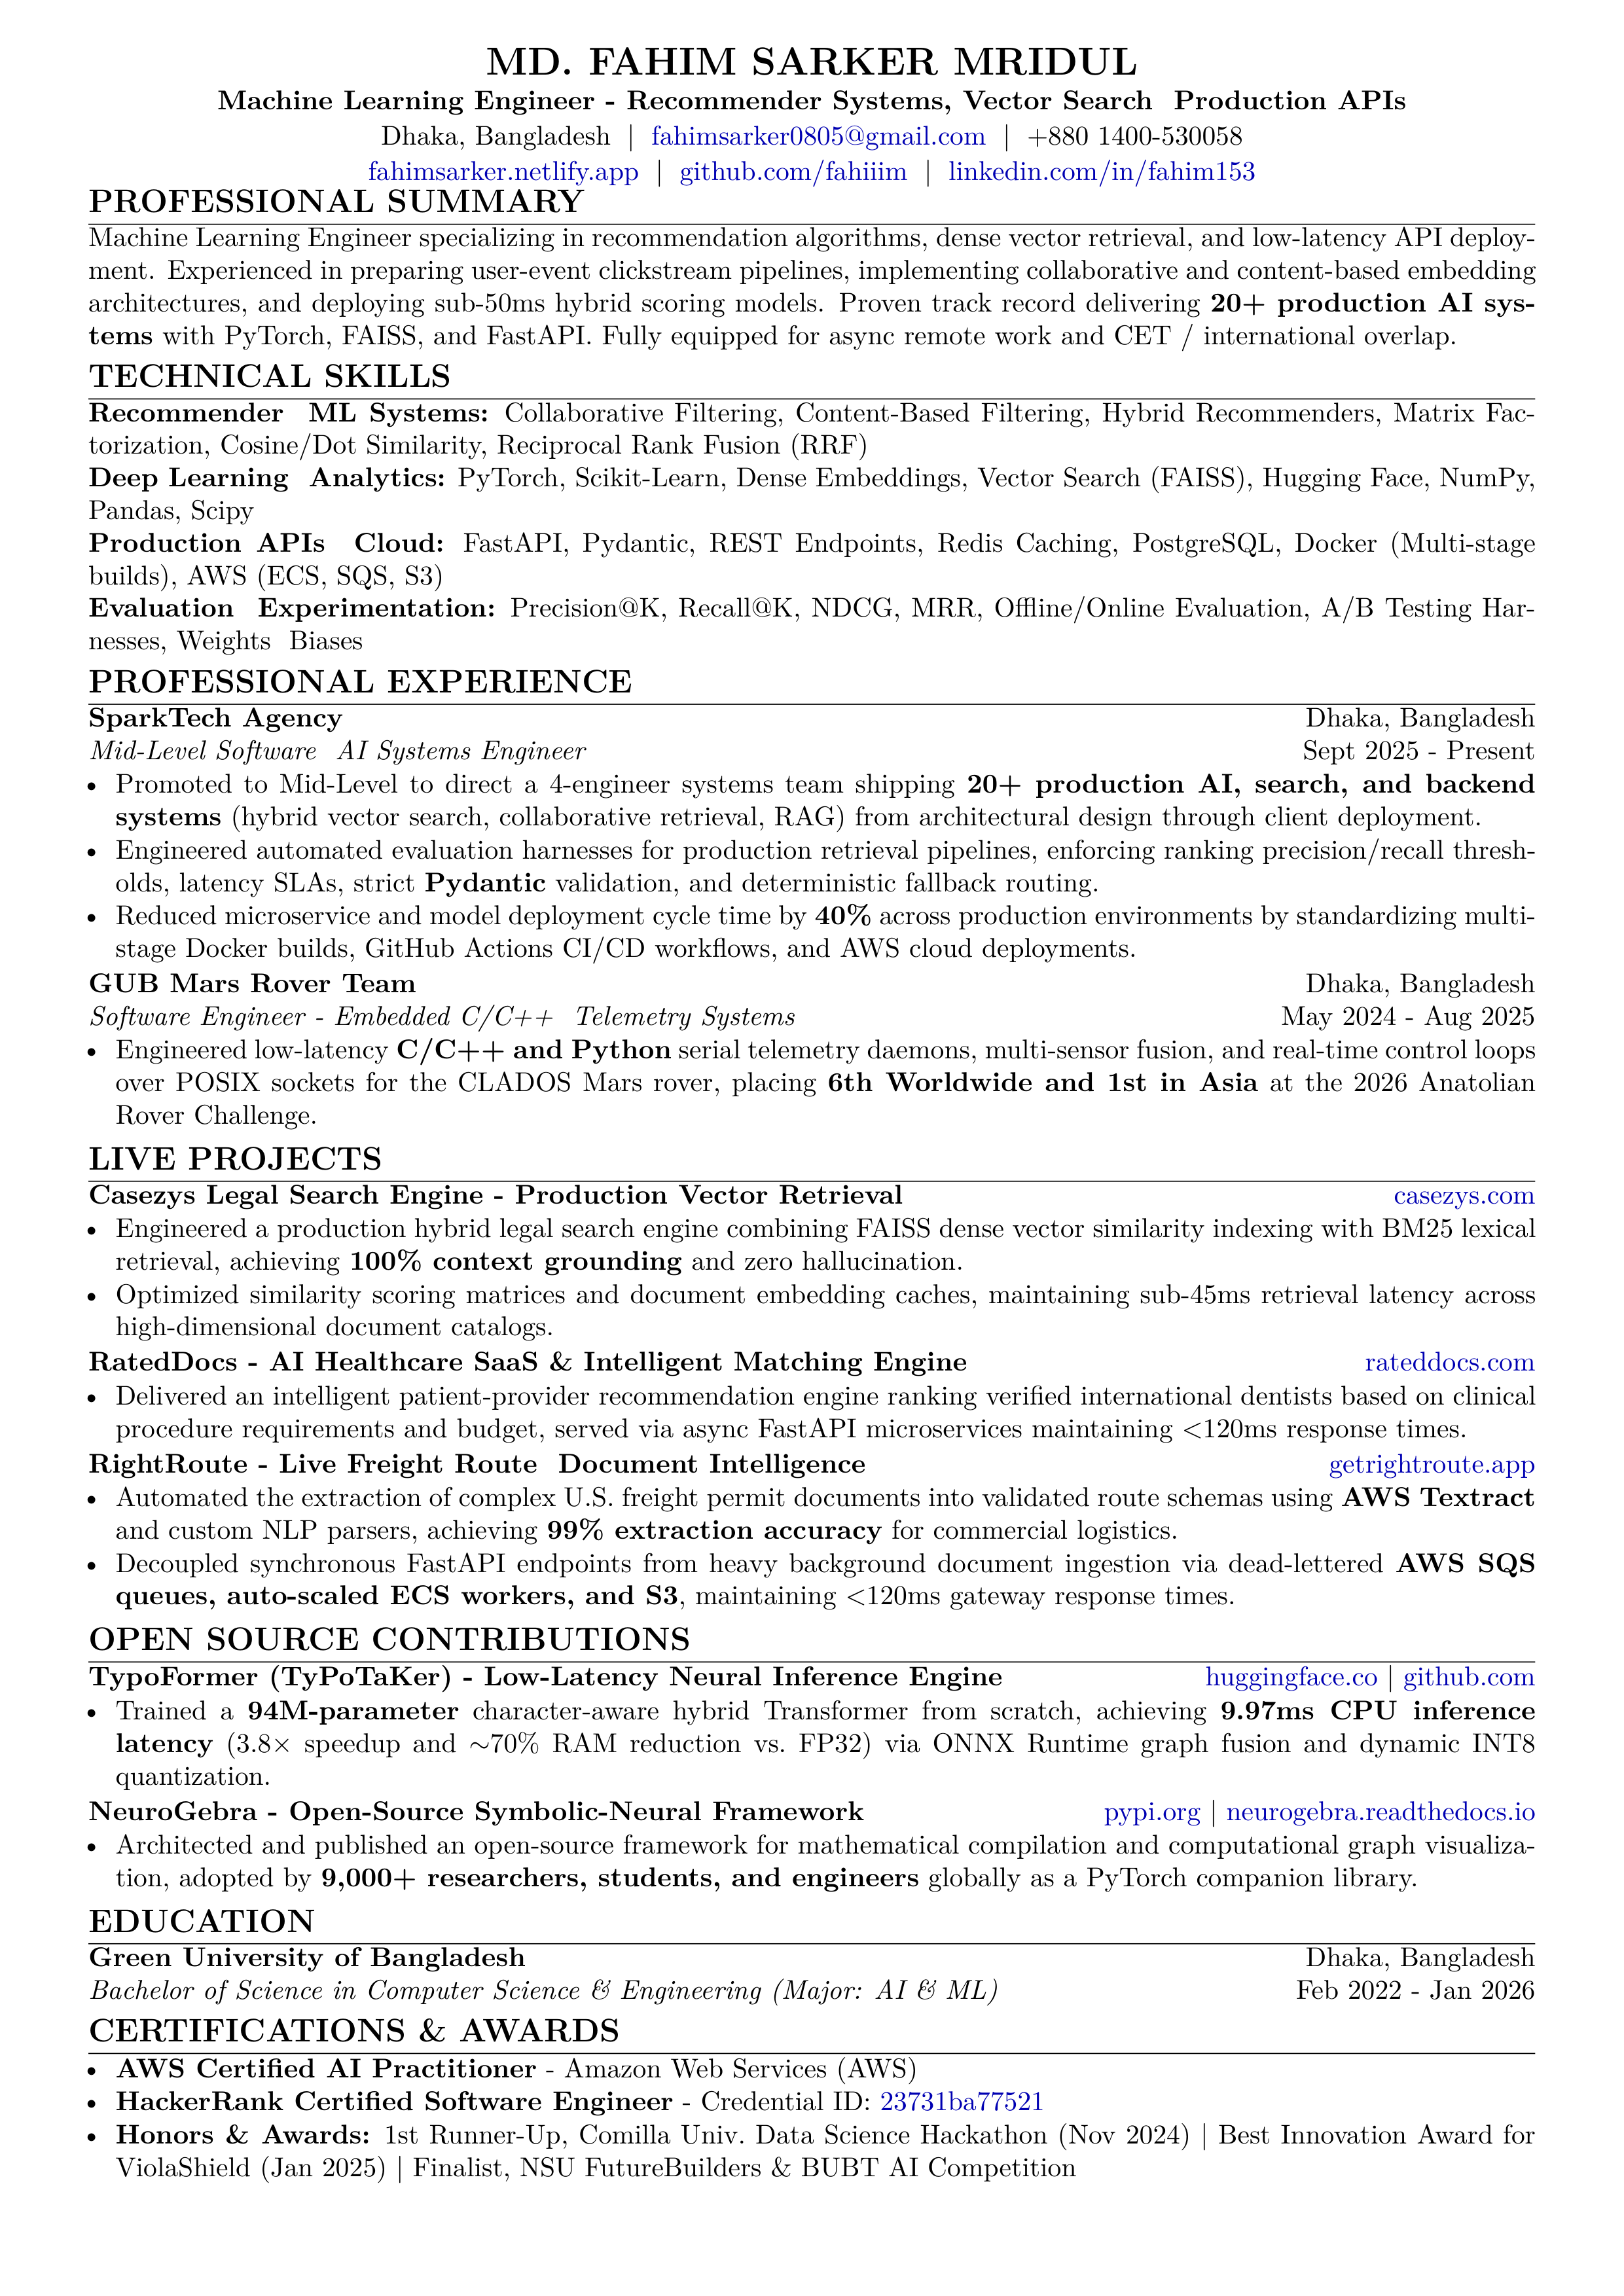 MD. FAHIM SARKER MRIDUL
Machine Learning Engineer - Recommender Systems, Vector Search  Production APIs
Dhaka, Bangladesh | fahimsarker0805@gmail.com | +880 1400-530058
fahimsarker.netlify.app | github.com/fahiiim | linkedin.com/in/fahim153
PROFESSIONAL SUMMARY
Machine Learning Engineer specializing in recommendation algorithms, dense vector retrieval, and low-latency API deploy-
ment. Experienced in preparing user-event clickstream pipelines, implementing collaborative and content-based embedding
architectures, and deploying sub-50ms hybrid scoring models. Proven track record delivering 20+ production AI sys-
tems with PyTorch, FAISS, and FastAPI. Fully equipped for async remote work and CET / international overlap.
TECHNICAL SKILLS
Recommender  ML Systems: Collaborative Filtering, Content-Based Filtering, Hybrid Recommenders, Matrix Fac-
torization, Cosine/Dot Similarity, Reciprocal Rank Fusion (RRF)
Deep Learning  Analytics: PyTorch, Scikit-Learn, Dense Embeddings, Vector Search (FAISS), Hugging Face, NumPy,
Pandas, Scipy
Production APIs  Cloud: FastAPI, Pydantic, REST Endpoints, Redis Caching, PostgreSQL, Docker (Multi-stage
builds), AWS (ECS, SQS, S3)
Evaluation  Experimentation: Precision@K, Recall@K, NDCG, MRR, Offline/Online Evaluation, A/B Testing Har-
nesses, Weights  Biases
PROFESSIONAL EXPERIENCE
SparkTech Agency Dhaka, Bangladesh
Mid-Level Software  AI Systems Engineer Sept 2025 - Present
• Promoted to Mid-Level to direct a 4-engineer systems team shipping 20+ production AI, search, and backend
systems (hybrid vector search, collaborative retrieval, RAG) from architectural design through client deployment.
• Engineered automated evaluation harnesses for production retrieval pipelines, enforcing ranking precision/recall thresh-
olds, latency SLAs, strict Pydantic validation, and deterministic fallback routing.
• Reduced microservice and model deployment cycle time by 40% across production environments by standardizing multi-
stage Docker builds, GitHub Actions CI/CD workflows, and AWS cloud deployments.
GUB Mars Rover Team Dhaka, Bangladesh
Software Engineer - Embedded C/C++  Telemetry Systems May 2024 - Aug 2025
• Engineered low-latency C/C++ and Python serial telemetry daemons, multi-sensor fusion, and real-time control loops
over POSIX sockets for the CLADOS Mars rover, placing 6th Worldwide and 1st in Asia at the 2026 Anatolian
Rover Challenge.
LIVE PROJECTS
Casezys Legal Search Engine - Production Vector Retrieval casezys.com
• Engineered a production hybrid legal search engine combining FAISS dense vector similarity indexing with BM25 lexical
retrieval, achieving 100% context grounding and zero hallucination.
• Optimized similarity scoring matrices and document embedding caches, maintaining sub-45ms retrieval latency across
high-dimensional document catalogs.
RatedDocs - AI Healthcare SaaS & Intelligent Matching Engine rateddocs.com
• Delivered an intelligent patient-provider recommendation engine ranking verified international dentists based on clinical
procedure requirements and budget, served via async FastAPI microservices maintaining <120ms response times.
RightRoute - Live Freight Route  Document Intelligence getrightroute.app
• Automated the extraction of complex U.S. freight permit documents into validated route schemas using AWS Textract
and custom NLP parsers, achieving 99% extraction accuracy for commercial logistics.
• Decoupled synchronous FastAPI endpoints from heavy background document ingestion via dead-lettered AWS SQS
queues, auto-scaled ECS workers, and S3, maintaining <120ms gateway response times.
OPEN SOURCE CONTRIBUTIONS
TypoFormer (TyPoTaKer) - Low-Latency Neural Inference Engine huggingface.co | github.com
• Trained a 94M-parameter character-aware hybrid Transformer from scratch, achieving 9.97ms CPU inference
latency (3.8× speedup and ∼70% RAM reduction vs. FP32) via ONNX Runtime graph fusion and dynamic INT8
quantization.
NeuroGebra - Open-Source Symbolic-Neural Framework pypi.org | neurogebra.readthedocs.io
• Architected and published an open-source framework for mathematical compilation and computational graph visualiza-
tion, adopted by 9,000+ researchers, students, and engineers globally as a PyTorch companion library.
EDUCATION
Green University of Bangladesh Dhaka, Bangladesh
Bachelor of Science in Computer Science & Engineering (Major: AI & ML) Feb 2022 - Jan 2026
CERTIFICATIONS & AWARDS
• AWS Certified AI Practitioner - Amazon Web Services (AWS)
• HackerRank Certified Software Engineer - Credential ID: 23731ba77521
• Honors & Awards: 1st Runner-Up, Comilla Univ. Data Science Hackathon (Nov 2024) | Best Innovation Award for
ViolaShield (Jan 2025) | Finalist, NSU FutureBuilders & BUBT AI Competition